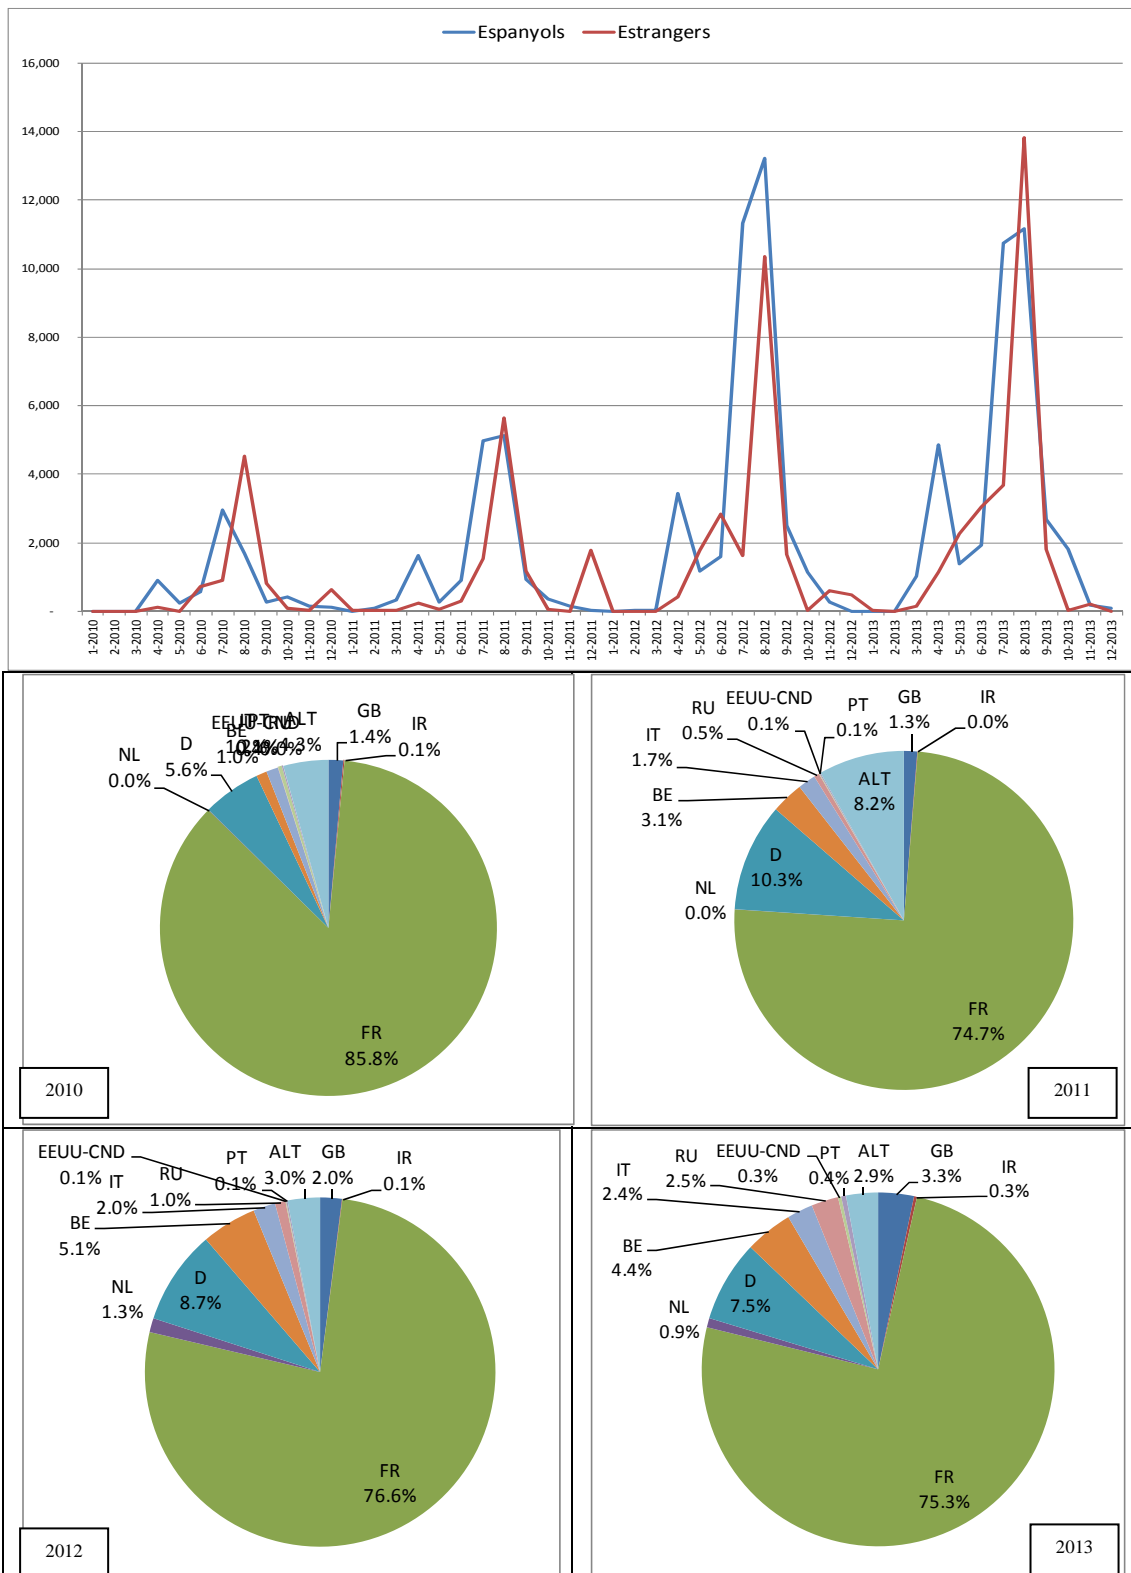 Espanyols Estrangers
16,000
14,000
12,000
10,000
8,000
6,000
4,000
2,000
-
1-2010 2-2010 3-2010 4-2010 5-2010 6-2010 7-2010 8-2010 9-2010 10-2010 11-2010 12-2010 1-2011 2-2011 3-2011 4-2011 5-2011 6-2011 7-2011 8-2011 9-2011 10-2011 11-2011 12-2011 1-2012 2-2012 3-2012 4-2012 5-2012 6-2012 7-2012 8-2012 9-2012 10-2012 11-2012 12-2012 1-2013 2-2013 3-2013 4-2013 5-2013 6-2013 7-2013 8-2013 9-2013 10-2013 11-2013 12-2013
NL
0.0%
D
5.6%
BE
1.0%
EEUU-CND
ALT
4.3%
GB
1.4%
IR
0.1%
FR
85.8%
2010
NL
0.0%
D
10.3%
BE
3.1%
IT
1.7%
RU
0.5%
EEUU-CND
0.1%
PT
0.1%
ALT
8.2%
GB
1.3%
IR
0.0%
FR
74.7%
2011
NL
1.3%
D
8.7%
BE
5.1%
IT
2.0%
RU
1.0%
EEUU-CND
0.1%
PT
0.1%
ALT
3.0%
GB
2.0%
IR
0.1%
FR
76.6%
2012
NL
0.9%
D
7.5%
BE
4.4%
IT
2.4%
RU
2.5%
EEUU-CND
0.3%
PT
0.4%
ALT
2.9%
GB
3.3%
IR
0.3%
FR
75.3%
2013